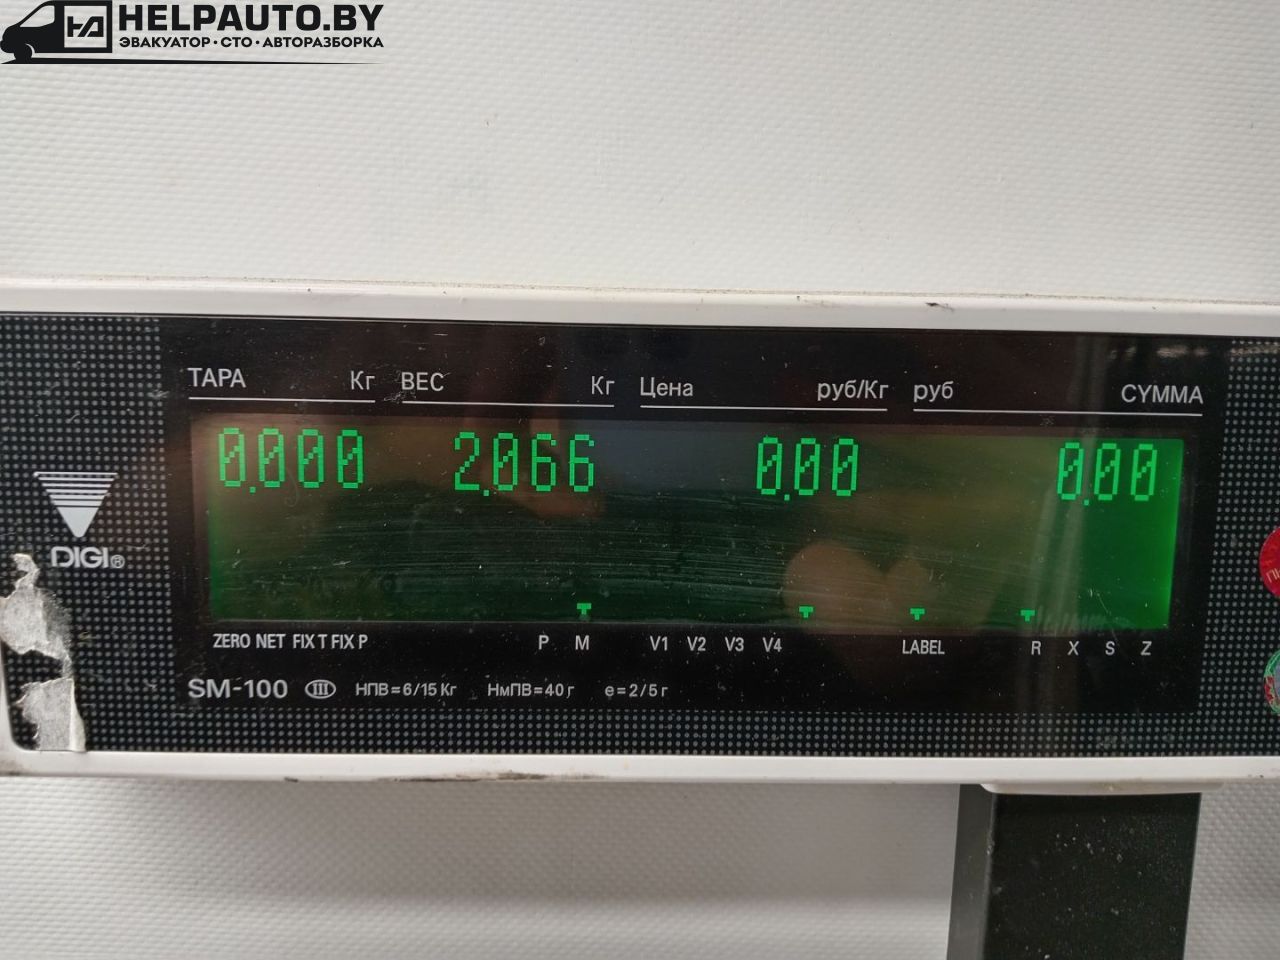 HELPAUTO.BY
ЭВАКУАТОР·СТО·АВТОРАЗБОРКА
ТАРА Кг ВЕС Кг Цена руб/Кг руб СУММА
0.000 2.066 0.00 0.00
DIGI®
ZERO NET FIX T FIX P P M V1 V2 V3 V4 LABEL R X S Z
SM-100 III НПВ=6/15 Кг НмПВ=40 г e=2/5 г